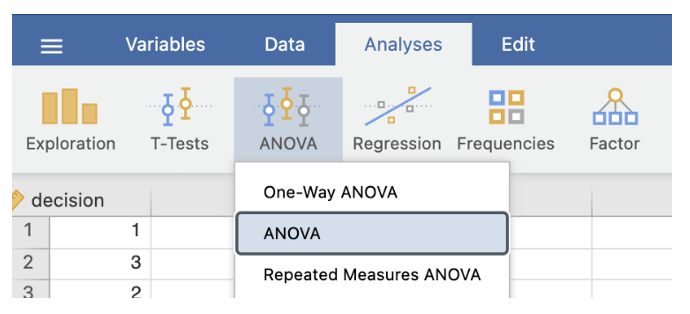 Variables Data Analyses Edit
Exploration T-Tests ANOVA Regression Frequencies Factor
decision
One-Way ANOVA
1 1
ANOVA
2 3
Repeated Measures ANOVA
3 2